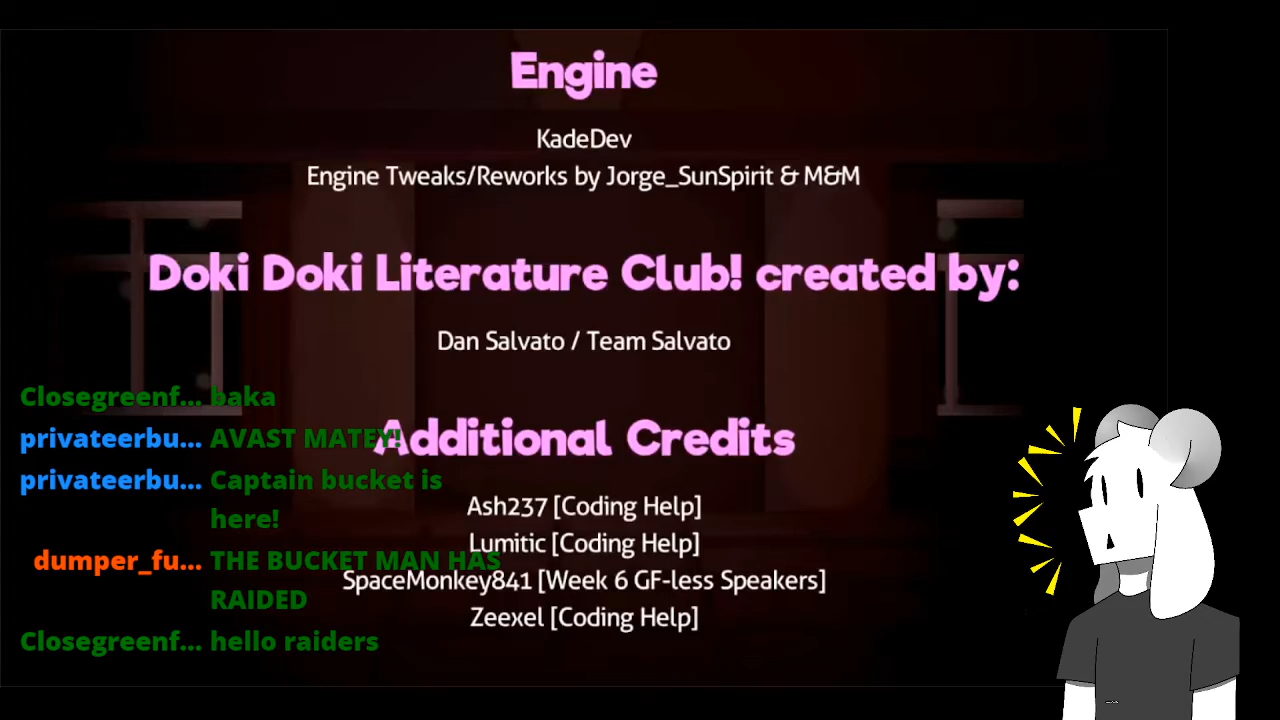 Engine
KadeDev
Engine Tweaks/Reworks by Jorge_SunSpirit & M&M
Doki Doki Literature Club! created by:
Dan Salvato / Team Salvato
Additional Credits
Ash237 [Coding Help]
Lumitic [Coding Help]
SpaceMonkey841 [Week 6 GF-less Speakers]
Zeexel [Coding Help]
Closegreenf... baka
privateerbu... AVAST MATEY!
privateerbu... Captain bucket is
here!
dumper_fu... THE BUCKET MAN HAS
RAIDED
Closegreenf... hello raiders